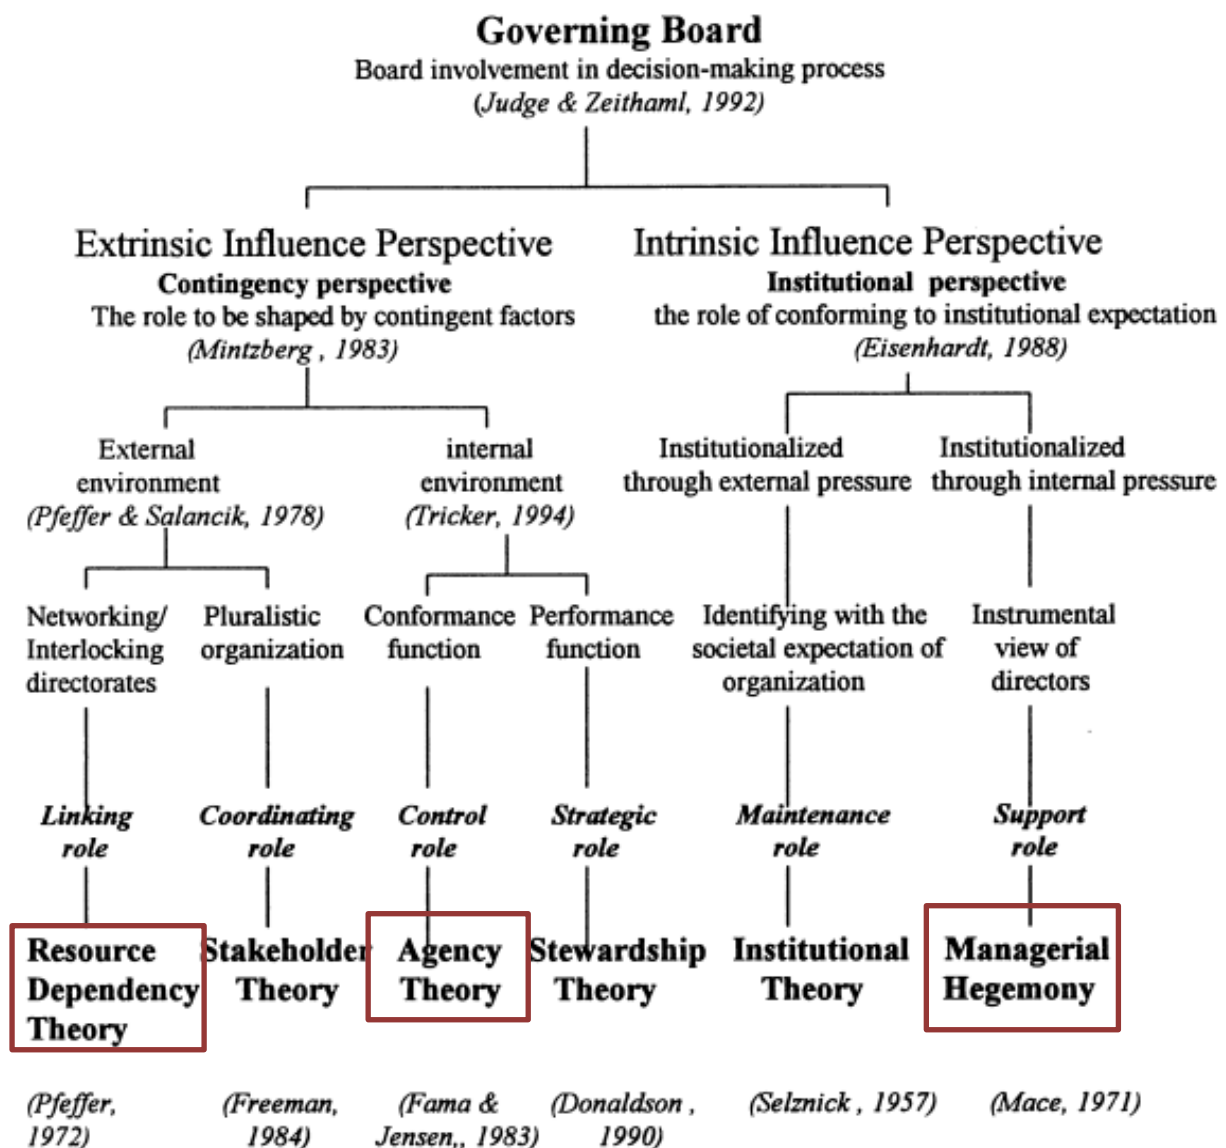 Governing Board
Board involvement in decision-making process
(Judge & Zeithaml, 1992)
Extrinsic Influence Perspective
Contingency perspective
The role to be shaped by contingent factors
(Mintzberg , 1983)
Intrinsic Influence Perspective
Institutional perspective
the role of conforming to institutional expectation
(Eisenhardt, 1988)
External
environment
(Pfeffer & Salancik, 1978)
internal
environment
(Tricker, 1994)
Institutionalized
through external pressure
Institutionalized
through internal pressure
Networking/
Interlocking
directorates
Pluralistic
organization
Conformance
function
Performance
function
Identifying with the
societal expectation of
organization
Instrumental
view of
directors
Linking
role
Coordinating
role
Control
role
Strategic
role
Maintenance
role
Support
role
Resource
Dependency
Theory
Stakeholder
Theory
Agency
Theory
Stewardship
Theory
Institutional
Theory
Managerial
Hegemony
(Pfeffer,
1972)
(Freeman,
1984)
(Fama &
Jensen,, 1983)
(Donaldson ,
1990)
(Selznick , 1957)
(Mace, 1971)